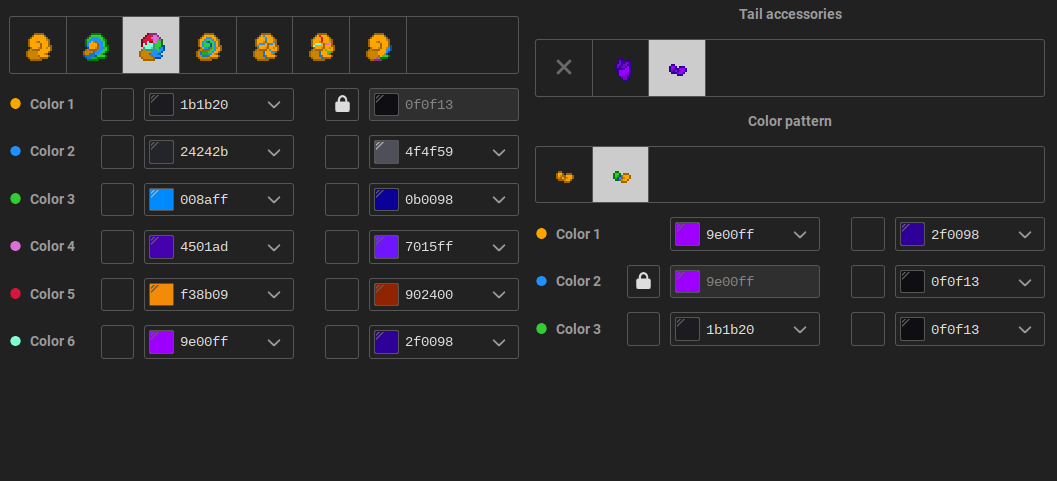 Color 1 1b1b20 0f0f13
Color 2 24242b 4f4f59
Color 3 008aff 0b0098
Color 4 4501ad 7015ff
Color 5 f38b09 902400
Color 6 9e00ff 2f0098
Tail accessories
Color pattern
Color 1 9e00ff 2f0098
Color 2 9e00ff 0f0f13
Color 3 1b1b20 0f0f13